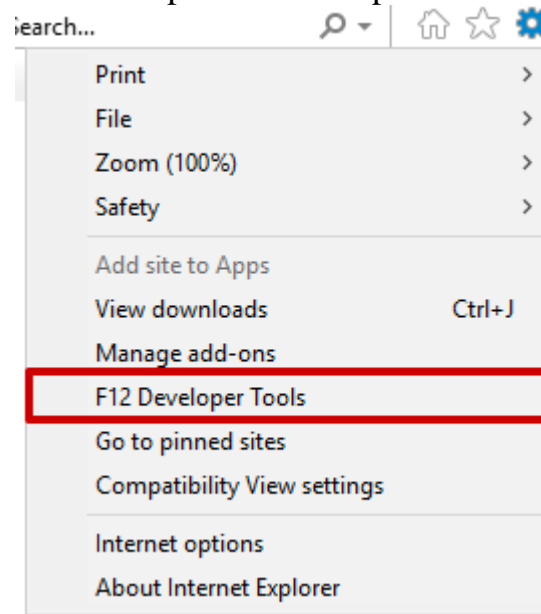 Search...
Print
File
Zoom (100%)
Safety
Add site to Apps
View downloads Ctrl+J
Manage add-ons
F12 Developer Tools
Go to pinned sites
Compatibility View settings
Internet options
About Internet Explorer